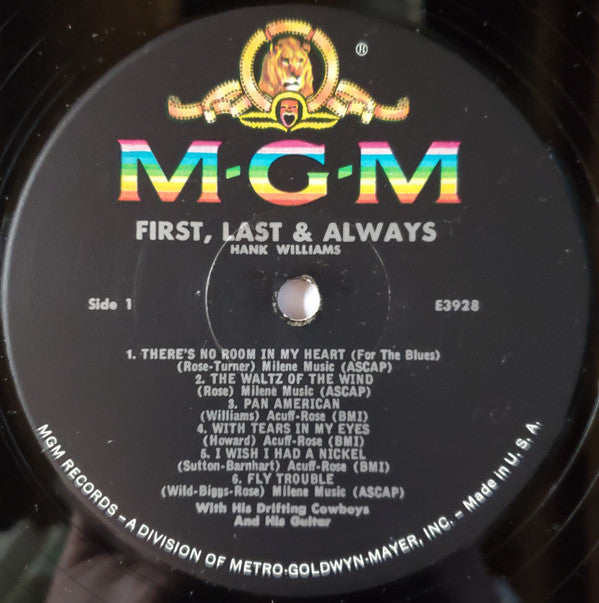 ®
M·G·M
FIRST, LAST & ALWAYS
HANK WILLIAMS
Side 1
E3928
1. THERE'S NO ROOM IN MY HEART (For The Blues)
(Rose-Turner) Milene Music (ASCAP)
2. THE WALTZ OF THE WIND
(Rose) Milene Music (ASCAP)
3. PAN AMERICAN
(Williams) Acuff-Rose (BMI)
4. WITH TEARS IN MY EYES
(Howard) Acuff-Rose (BMI)
5. I WISH I HAD A NICKEL
(Sutton-Barnhart) Acuff-Rose (BMI)
6. FLY TROUBLE
(Wild-Biggs-Rose) Milene Music (ASCAP)
With His Drifting Cowboys
And His Guitar
MGM RECORDS – A DIVISION OF METRO-GOLDWYN-MAYER, INC. – Made in U. S. A.